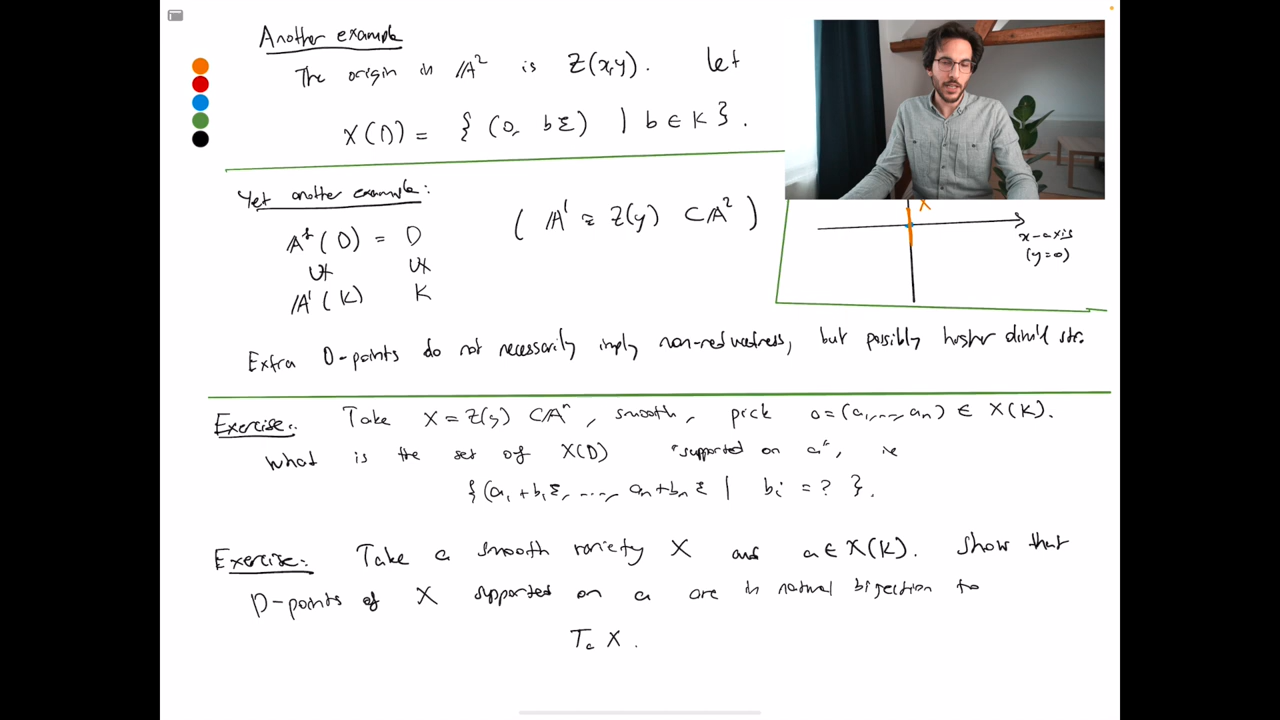 Another example
The origin in A² is Z(x,y). Let
X(D) = { (0, bε) | b ∈ K }.
Yet another example:
( A¹ ≅ Z(y) ⊂ A² )
A¹(D) = D
∪≠ ∪≠
A¹(K) K
X
x-axis
(y=0)
Extra D-points do not necessarily imply non-reducedness, but possibly higher dim'l str.
Exercise: Take X = Z(f) ⊂ Aⁿ, smooth, pick a = (a₁,...,aₙ) ∈ X(K).
What is the set of X(D) "supported on a", ie
{(a₁+b₁ε, ..., aₙ+bₙε | bᵢ = ? }.
Exercise: Take a smooth variety X and a ∈ X(K). Show that
D-points of X supported on a are in natural bijection to
TₐX.